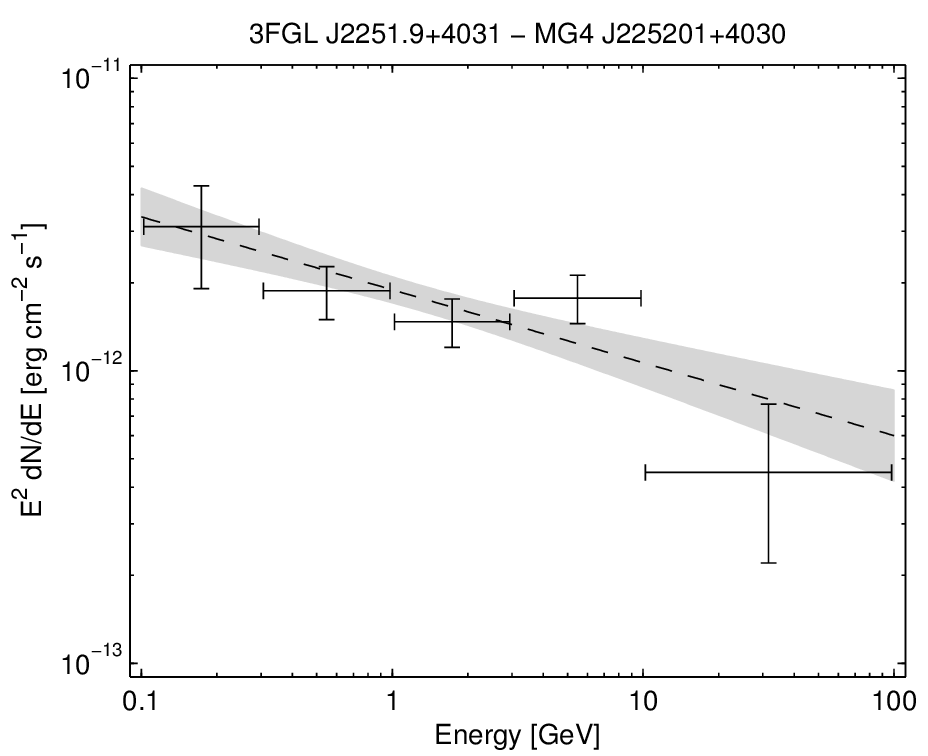 3FGL J2251.9+4031 − MG4 J225201+4030
10⁻¹¹
10⁻¹²
10⁻¹³
E² dN/dE [erg cm⁻² s⁻¹]
0.1 1 10 100
Energy [GeV]